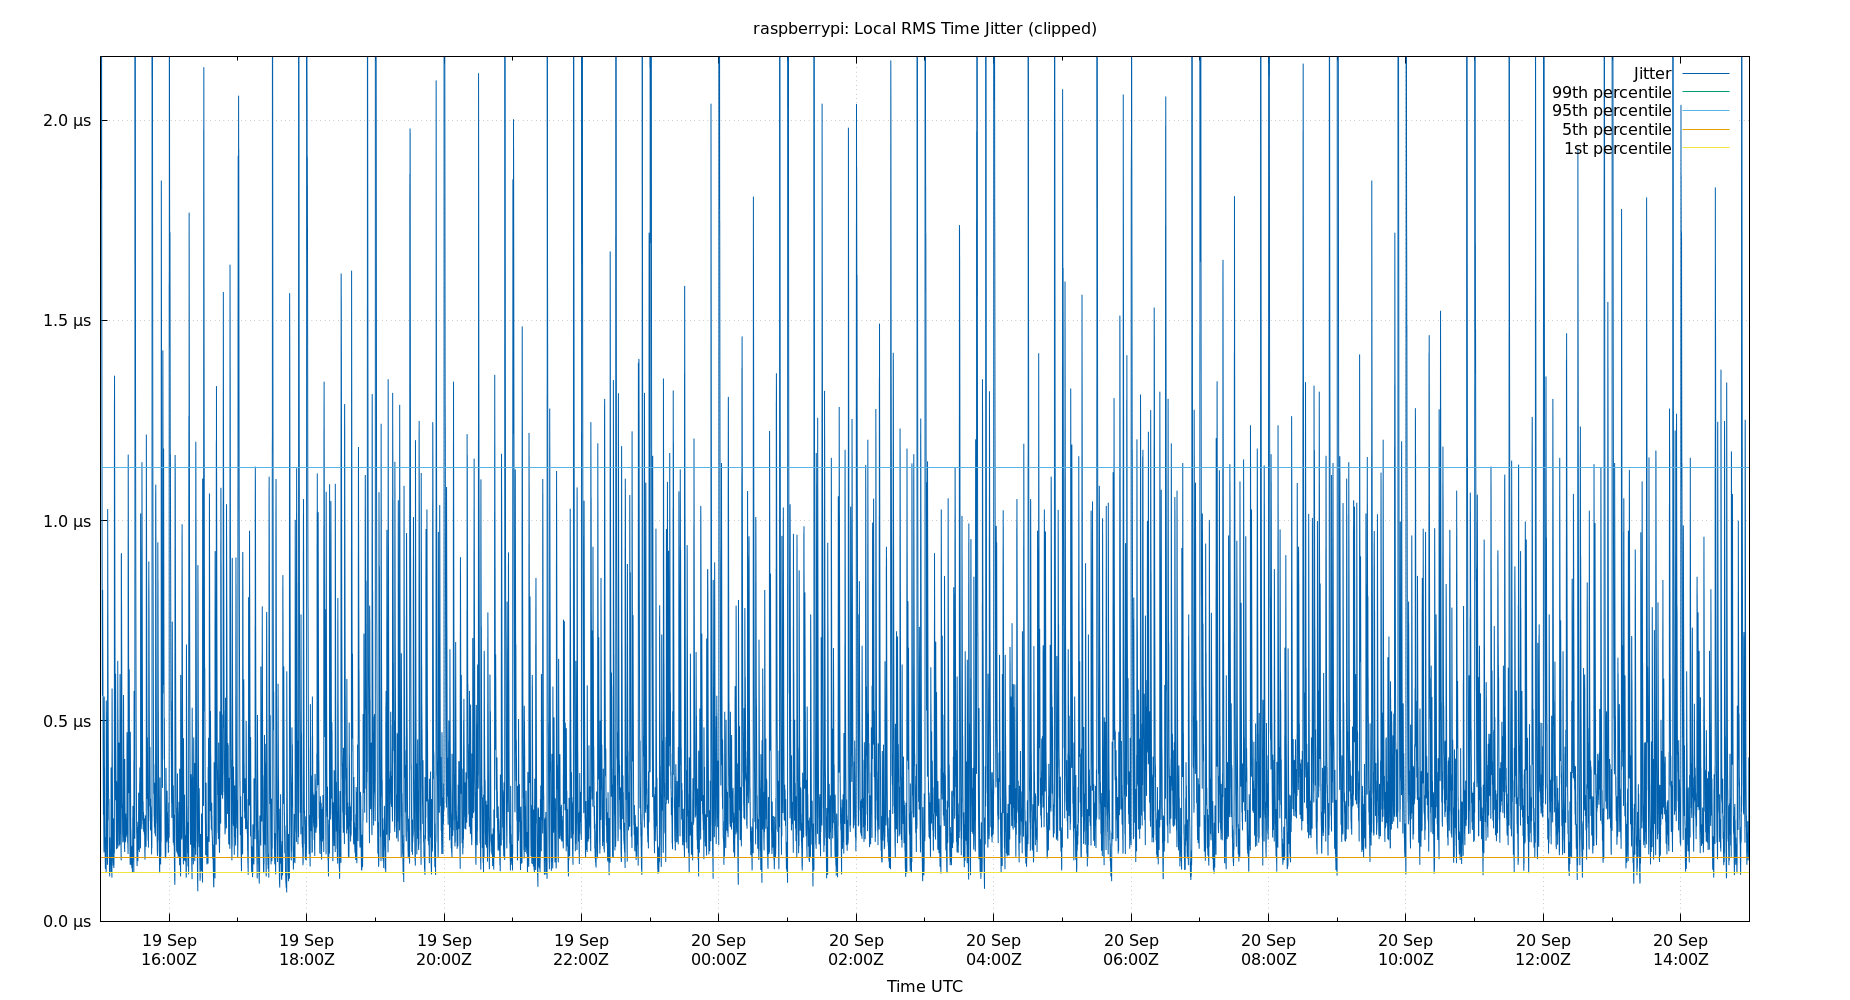 raspberrypi: Local RMS Time Jitter (clipped)
Jitter
99th percentile
95th percentile
5th percentile
1st percentile
2.0 µs
1.5 µs
1.0 µs
0.5 µs
0.0 µs
19 Sep 19 Sep 19 Sep 19 Sep 20 Sep 20 Sep 20 Sep 20 Sep 20 Sep 20 Sep 20 Sep 20 Sep
16:00Z 18:00Z 20:00Z 22:00Z 00:00Z 02:00Z 04:00Z 06:00Z 08:00Z 10:00Z 12:00Z 14:00Z
Time UTC